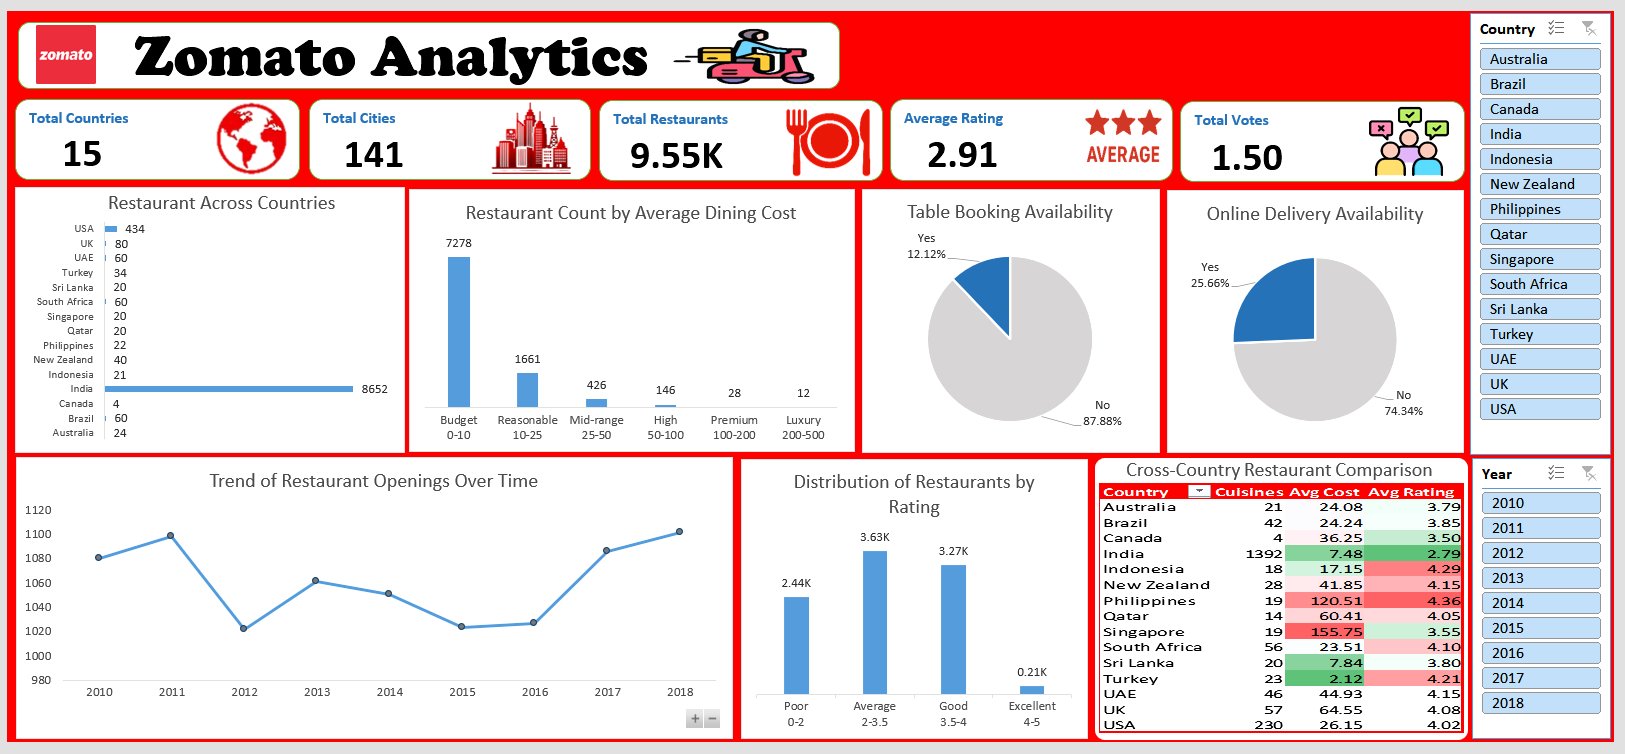 zomato
Zomato Analytics
Total Countries
15
Total Cities
141
Total Restaurants
9.55K
Average Rating
2.91
AVERAGE
Total Votes
1.50
Restaurant Across Countries
USA 434
UK 80
UAE 60
Turkey 34
Sri Lanka 20
South Africa 60
Singapore 20
Qatar 20
Philippines 22
New Zealand 40
Indonesia 21
India 8652
Canada 4
Brazil 60
Australia 24
Restaurant Count by Average Dining Cost
7278
1661
426
146
28
12
Budget Reasonable Mid-range High Premium Luxury
0-10 10-25 25-50 50-100 100-200 200-500
Table Booking Availability
Yes
12.12%
No
87.88%
Online Delivery Availability
Yes
25.66%
No
74.34%
Country
Australia
Brazil
Canada
India
Indonesia
New Zealand
Philippines
Qatar
Singapore
South Africa
Sri Lanka
Turkey
UAE
UK
USA
Trend of Restaurant Openings Over Time
1120
1100
1080
1060
1040
1020
1000
980
2010 2011 2012 2013 2014 2015 2016 2017 2018
+ −
Distribution of Restaurants by
Rating
2.44K
3.63K
3.27K
0.21K
Poor Average Good Excellent
0-2 2-3.5 3.5-4 4-5
Cross-Country Restaurant Comparison
Country Cuisines Avg Cost Avg Rating
Australia 21 24.08 3.79
Brazil 42 24.24 3.85
Canada 4 36.25 3.50
India 1392 7.48 2.79
Indonesia 18 17.15 4.29
New Zealand 28 41.85 4.15
Philippines 19 120.51 4.36
Qatar 14 60.41 4.05
Singapore 19 155.75 3.55
South Africa 56 23.51 4.10
Sri Lanka 20 7.84 3.80
Turkey 23 2.12 4.21
UAE 46 44.93 4.15
UK 57 64.55 4.08
USA 230 26.15 4.02
Year
2010
2011
2012
2013
2014
2015
2016
2017
2018